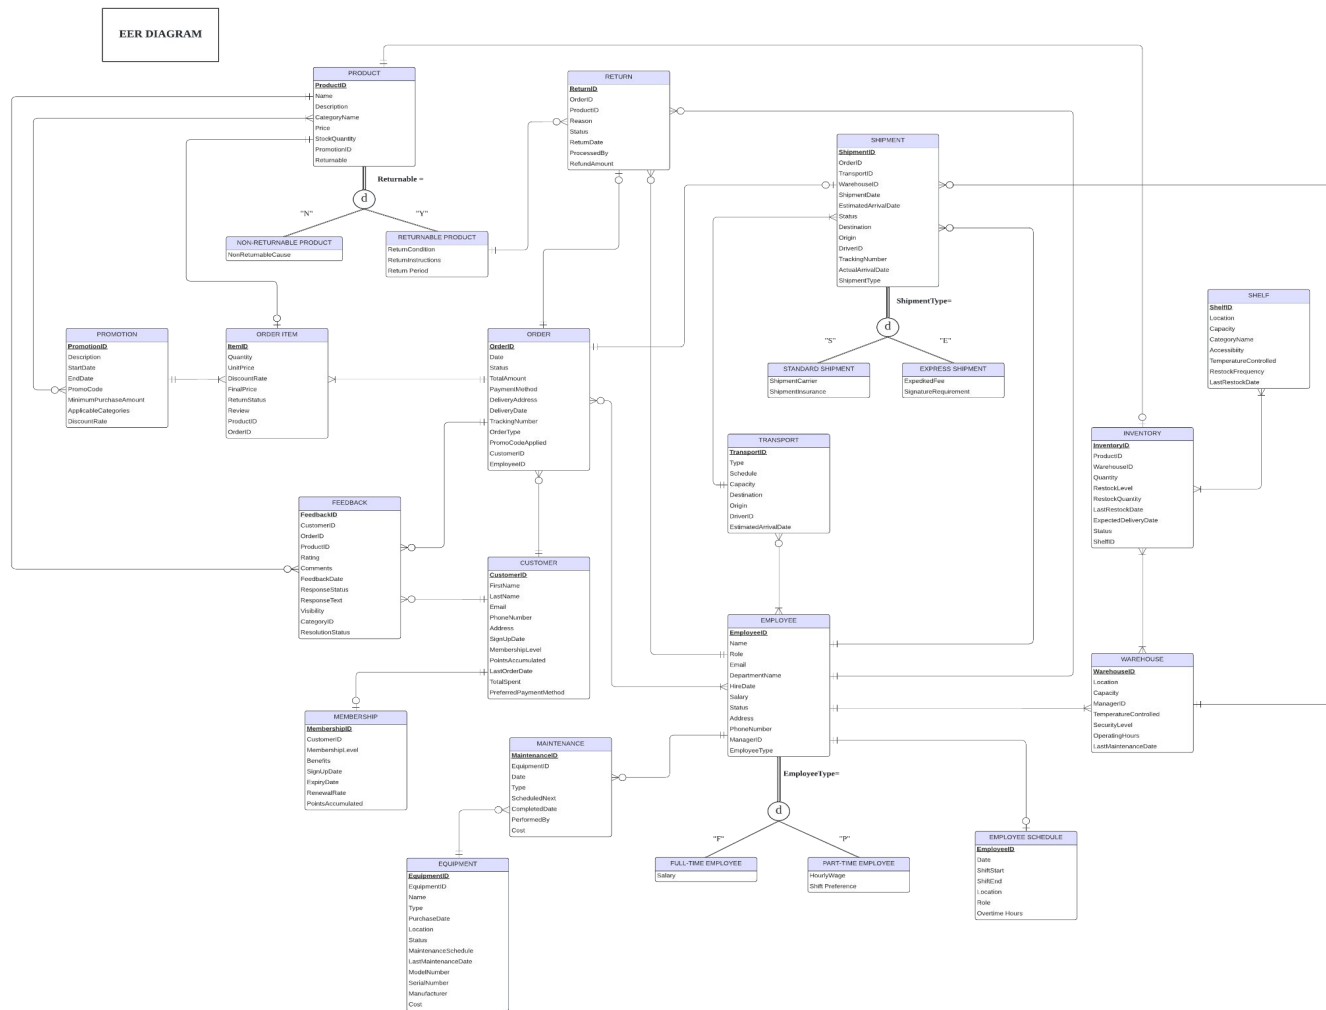 EER DIAGRAM
PRODUCT
ProductID
Name
Description
CategoryName
Price
StockQuantity
PromotionID
Returnable
Returnable =
d
"N"
"Y"
NON-RETURNABLE PRODUCT
NonReturnableCause
RETURNABLE PRODUCT
ReturnCondition
ReturnInstructions
Return Period
RETURN
ReturnID
OrderID
ProductID
Reason
Status
ReturnDate
ProcessedBy
RefundAmount
SHIPMENT
ShipmentID
OrderID
TransportID
WarehouseID
ShipmentDate
EstimatedArrivalDate
Status
Destination
Origin
DriverID
TrackingNumber
ActualArrivalDate
ShipmentType
ShipmentType=
d
"S"
"E"
STANDARD SHIPMENT
ShipmentCarrier
ShipmentInsurance
EXPRESS SHIPMENT
ExpeditedFee
SignatureRequirement
SHELF
ShelfID
Location
Capacity
CategoryName
Accessibiity
TemperatureControlled
RestockFrequency
LastRestockDate
PROMOTION
PromotionID
Description
StartDate
EndDate
PromoCode
MinimumPurchaseAmount
ApplicableCategories
DiscountRate
ORDER ITEM
ItemID
Quantity
UnitPrice
DiscountRate
FinalPrice
ReturnStatus
Review
ProductID
OrderID
ORDER
OrderID
Date
Status
TotalAmount
PaymentMethod
DeliveryAddress
DeliveryDate
TrackingNumber
OrderType
PromoCodeApplied
CustomerID
EmployeeID
TRANSPORT
TransportID
Type
Schedule
Capacity
Destination
Origin
DriverID
EstimatedArrivalDate
INVENTORY
InventoryID
ProductID
WarehouseID
Quantity
RestockLevel
RestockQuantity
LastRestockDate
ExpectedDeliveryDate
Status
ShelfID
FEEDBACK
FeedbackID
CustomerID
OrderID
ProductID
Rating
Comments
FeedbackDate
ResponseStatus
ResponseText
Visibility
CategoryID
ResolutionStatus
CUSTOMER
CustomerID
FirstName
LastName
Email
PhoneNumber
Address
SignUpDate
MembershipLevel
PointsAccumulated
LastOrderDate
TotalSpent
PreferredPaymentMethod
EMPLOYEE
EmployeeID
Name
Role
Email
DepartmentName
HireDate
Salary
Status
Address
PhoneNumber
ManagerID
EmployeeType
WAREHOUSE
WarehouseID
Location
Capacity
ManagerID
TemperatureControlled
SecurityLevel
OperatingHours
LastMaintenanceDate
MEMBERSHIP
MembershipID
CustomerID
MembershipLevel
Benefits
SignUpDate
ExpiryDate
RenewalRate
PointsAccumulated
MAINTENANCE
MaintenanceID
EquipmentID
Date
Type
ScheduledNext
CompletedDate
PerformedBy
Cost
EmployeeType=
d
"F"
"P"
FULL-TIME EMPLOYEE
Salary
PART-TIME EMPLOYEE
HourlyWage
Shift Preference
EMPLOYEE SCHEDULE
EmployeeID
Date
ShiftStart
ShiftEnd
Location
Role
Overtime Hours
EQUIPMENT
EquipmentID
EquipmentID
Name
Type
PurchaseDate
Location
Status
MaintenanceSchedule
LastMaintenanceDate
ModelNumber
SerialNumber
Manufacturer
Cost